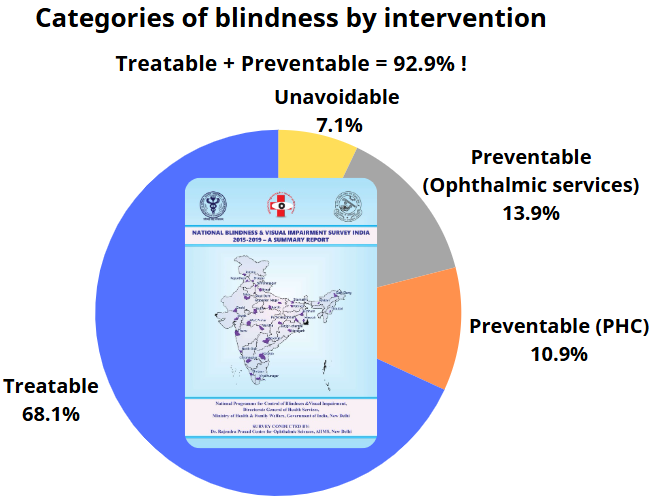 Categories of blindness by intervention
Treatable + Preventable = 92.9% !
Unavoidable
7.1%
Preventable
(Ophthalmic services)
13.9%
NATIONAL BLINDNESS & VISUAL IMPAIRMENT SURVEY INDIA
2015-2019 – A SUMMARY REPORT
Preventable (PHC)
10.9%
Treatable
68.1%
National Programme for Control of Blindness &Visual Impairment,
Directorate General of Health Services,
Ministry of Health & Family Welfare, Government of India, New Delhi
SURVEY CONDUCTED BY:
Dr. Rajendra Prasad Centre for Ophthalmic Sciences, AIIMS, New Delhi